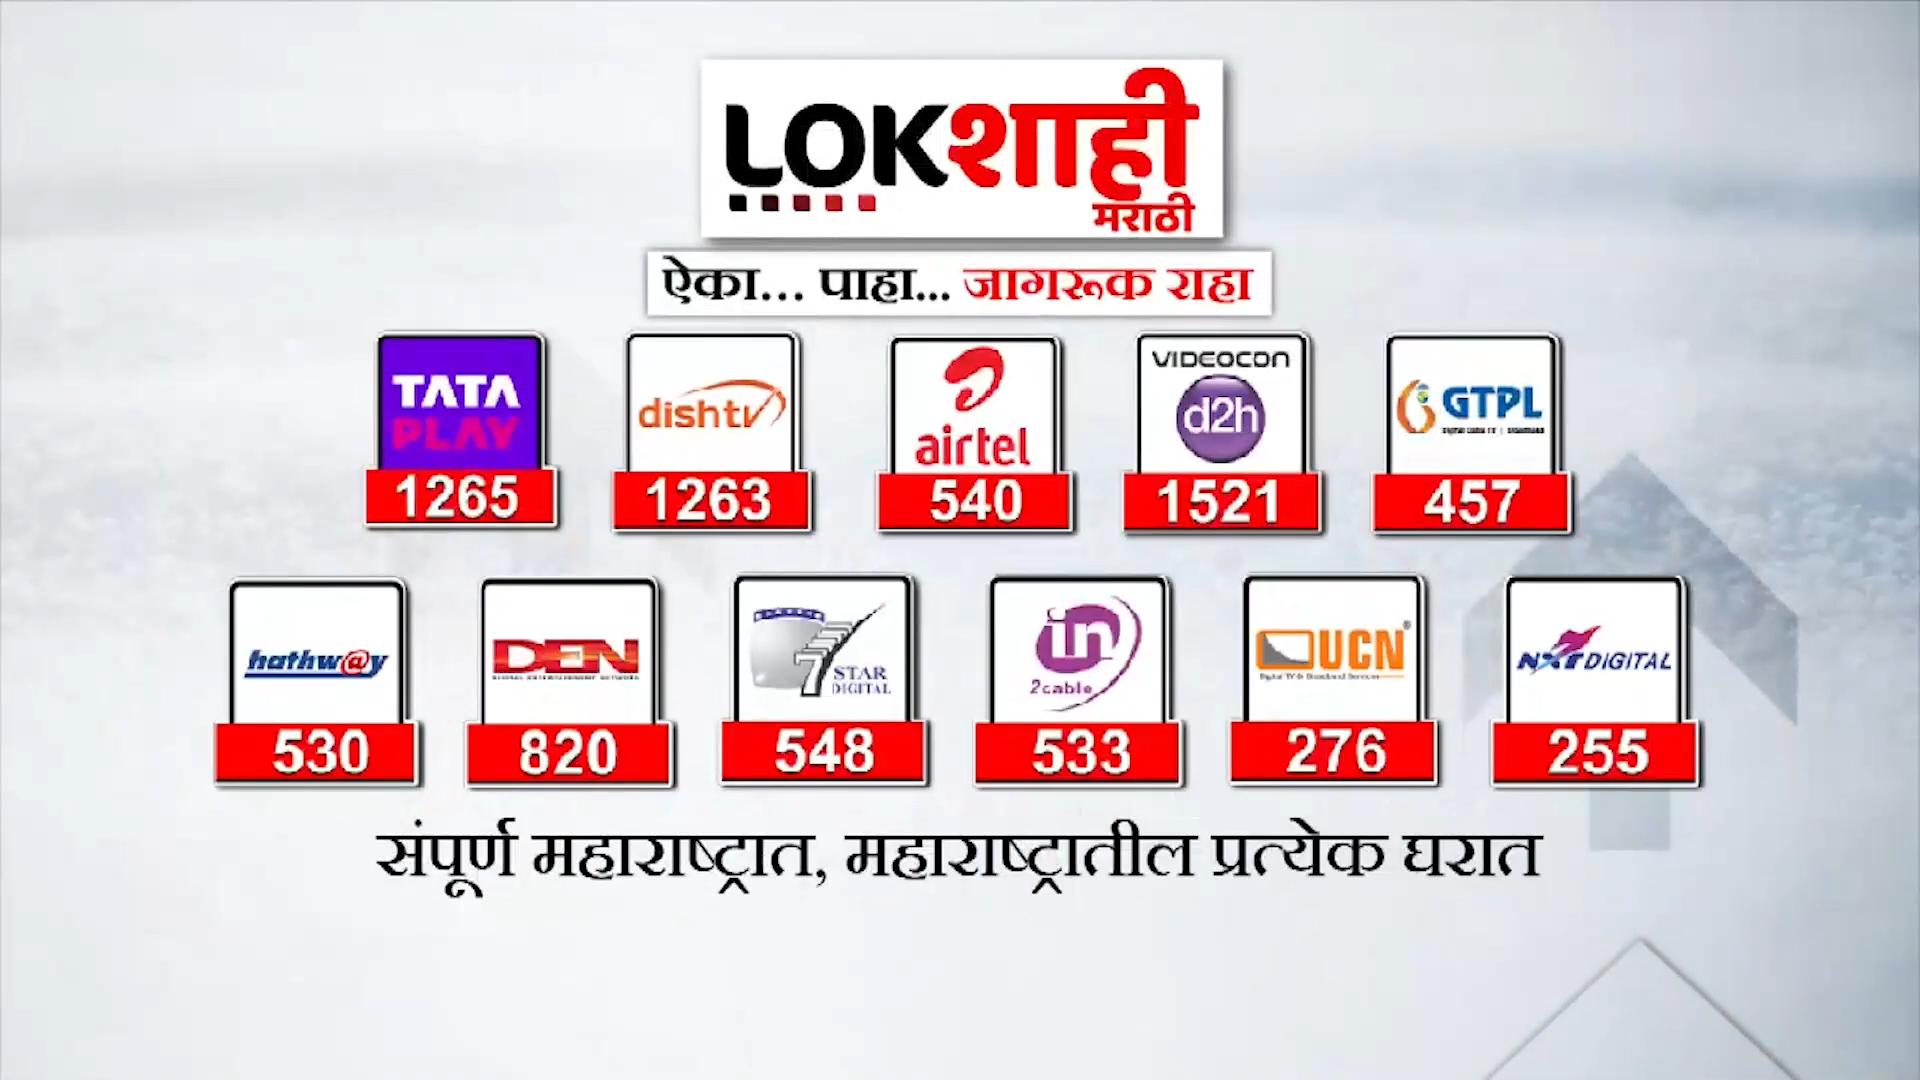 LOKशाही
मराठी
ऐका... पाहा... जागरूक राहा
TATA PLAY
dishtv
airtel
VIDEOCON d2h
GTPL
1265
1263
540
1521
457
hathw@y
DEN
7 STAR DIGITAL
in 2cable
UCN
NXT DIGITAL
530
820
548
533
276
255
संपूर्ण महाराष्ट्रात, महाराष्ट्रातील प्रत्येक घरात